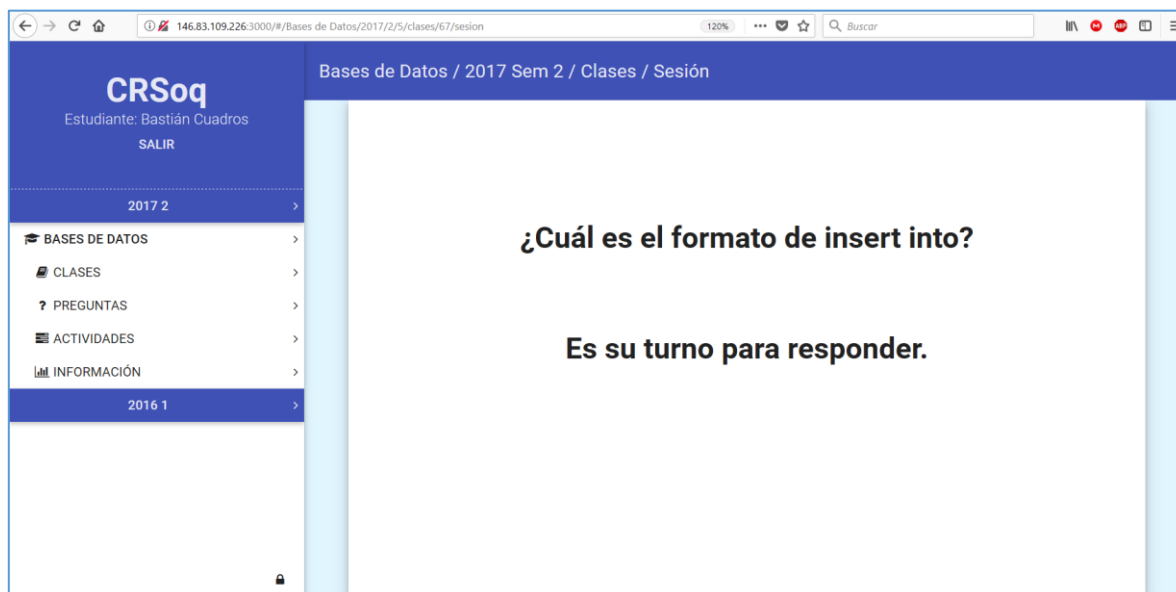 146.83.109.226:3000/#/Bases de Datos/2017/2/5/clases/67/sesion
120%
Buscar
CRSoq
Estudiante: Bastián Cuadros
SALIR
2017 2
BASES DE DATOS
CLASES
? PREGUNTAS
ACTIVIDADES
INFORMACIÓN
2016 1
Bases de Datos / 2017 Sem 2 / Clases / Sesión
¿Cuál es el formato de insert into?
Es su turno para responder.